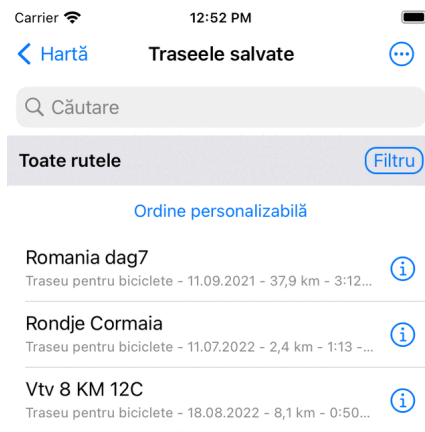 Carrier 12:52 PM
Hartă Traseele salvate
Căutare
Toate rutele Filtru
Ordine personalizabilă
Romania dag7
Traseu pentru biciclete - 11.09.2021 - 37,9 km - 3:12...
Rondje Cormaia
Traseu pentru biciclete - 11.07.2022 - 2,4 km - 1:13 -...
Vtv 8 KM 12C
Traseu pentru biciclete - 18.08.2022 - 8,1 km - 0:50...